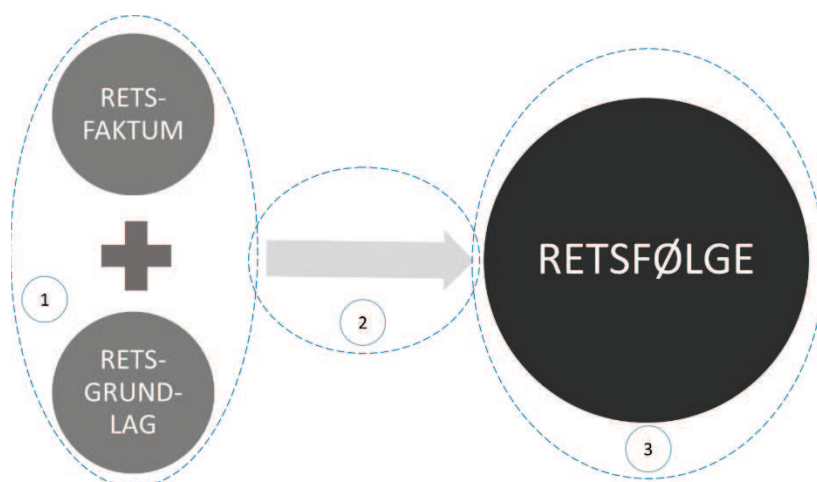 RETS-
FAKTUM
1
RETS-
GRUND-
LAG
2
RETSFØLGE
3